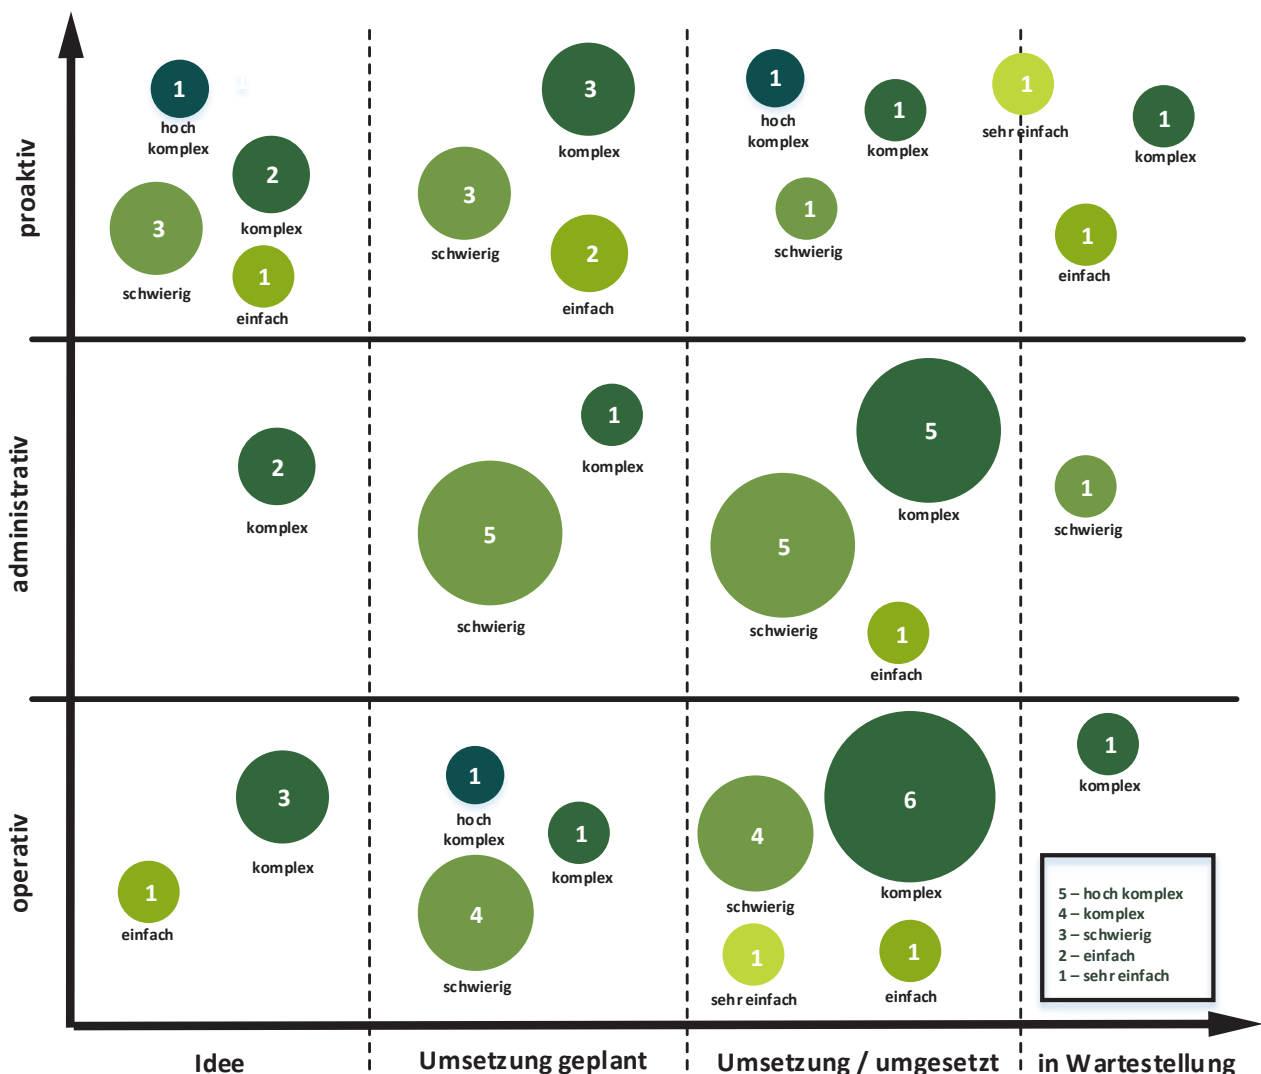 proaktiv
1
hoch
komplex
2
komplex
3
schwierig
1
einfach
3
komplex
3
schwierig
2
einfach
1
hoch
komplex
1
komplex
1
schwierig
1
sehr einfach
1
komplex
1
einfach
administrativ
2
komplex
1
komplex
5
schwierig
5
komplex
5
schwierig
1
einfach
1
schwierig
operativ
3
komplex
1
einfach
1
hoch
komplex
1
komplex
4
schwierig
6
komplex
4
schwierig
1
sehr einfach
1
einfach
1
komplex
5 – hoch komplex
4 – komplex
3 – schwierig
2 – einfach
1 – sehr einfach
Idee
Umsetzung geplant
Umsetzung / umgesetzt
in Wartestellung